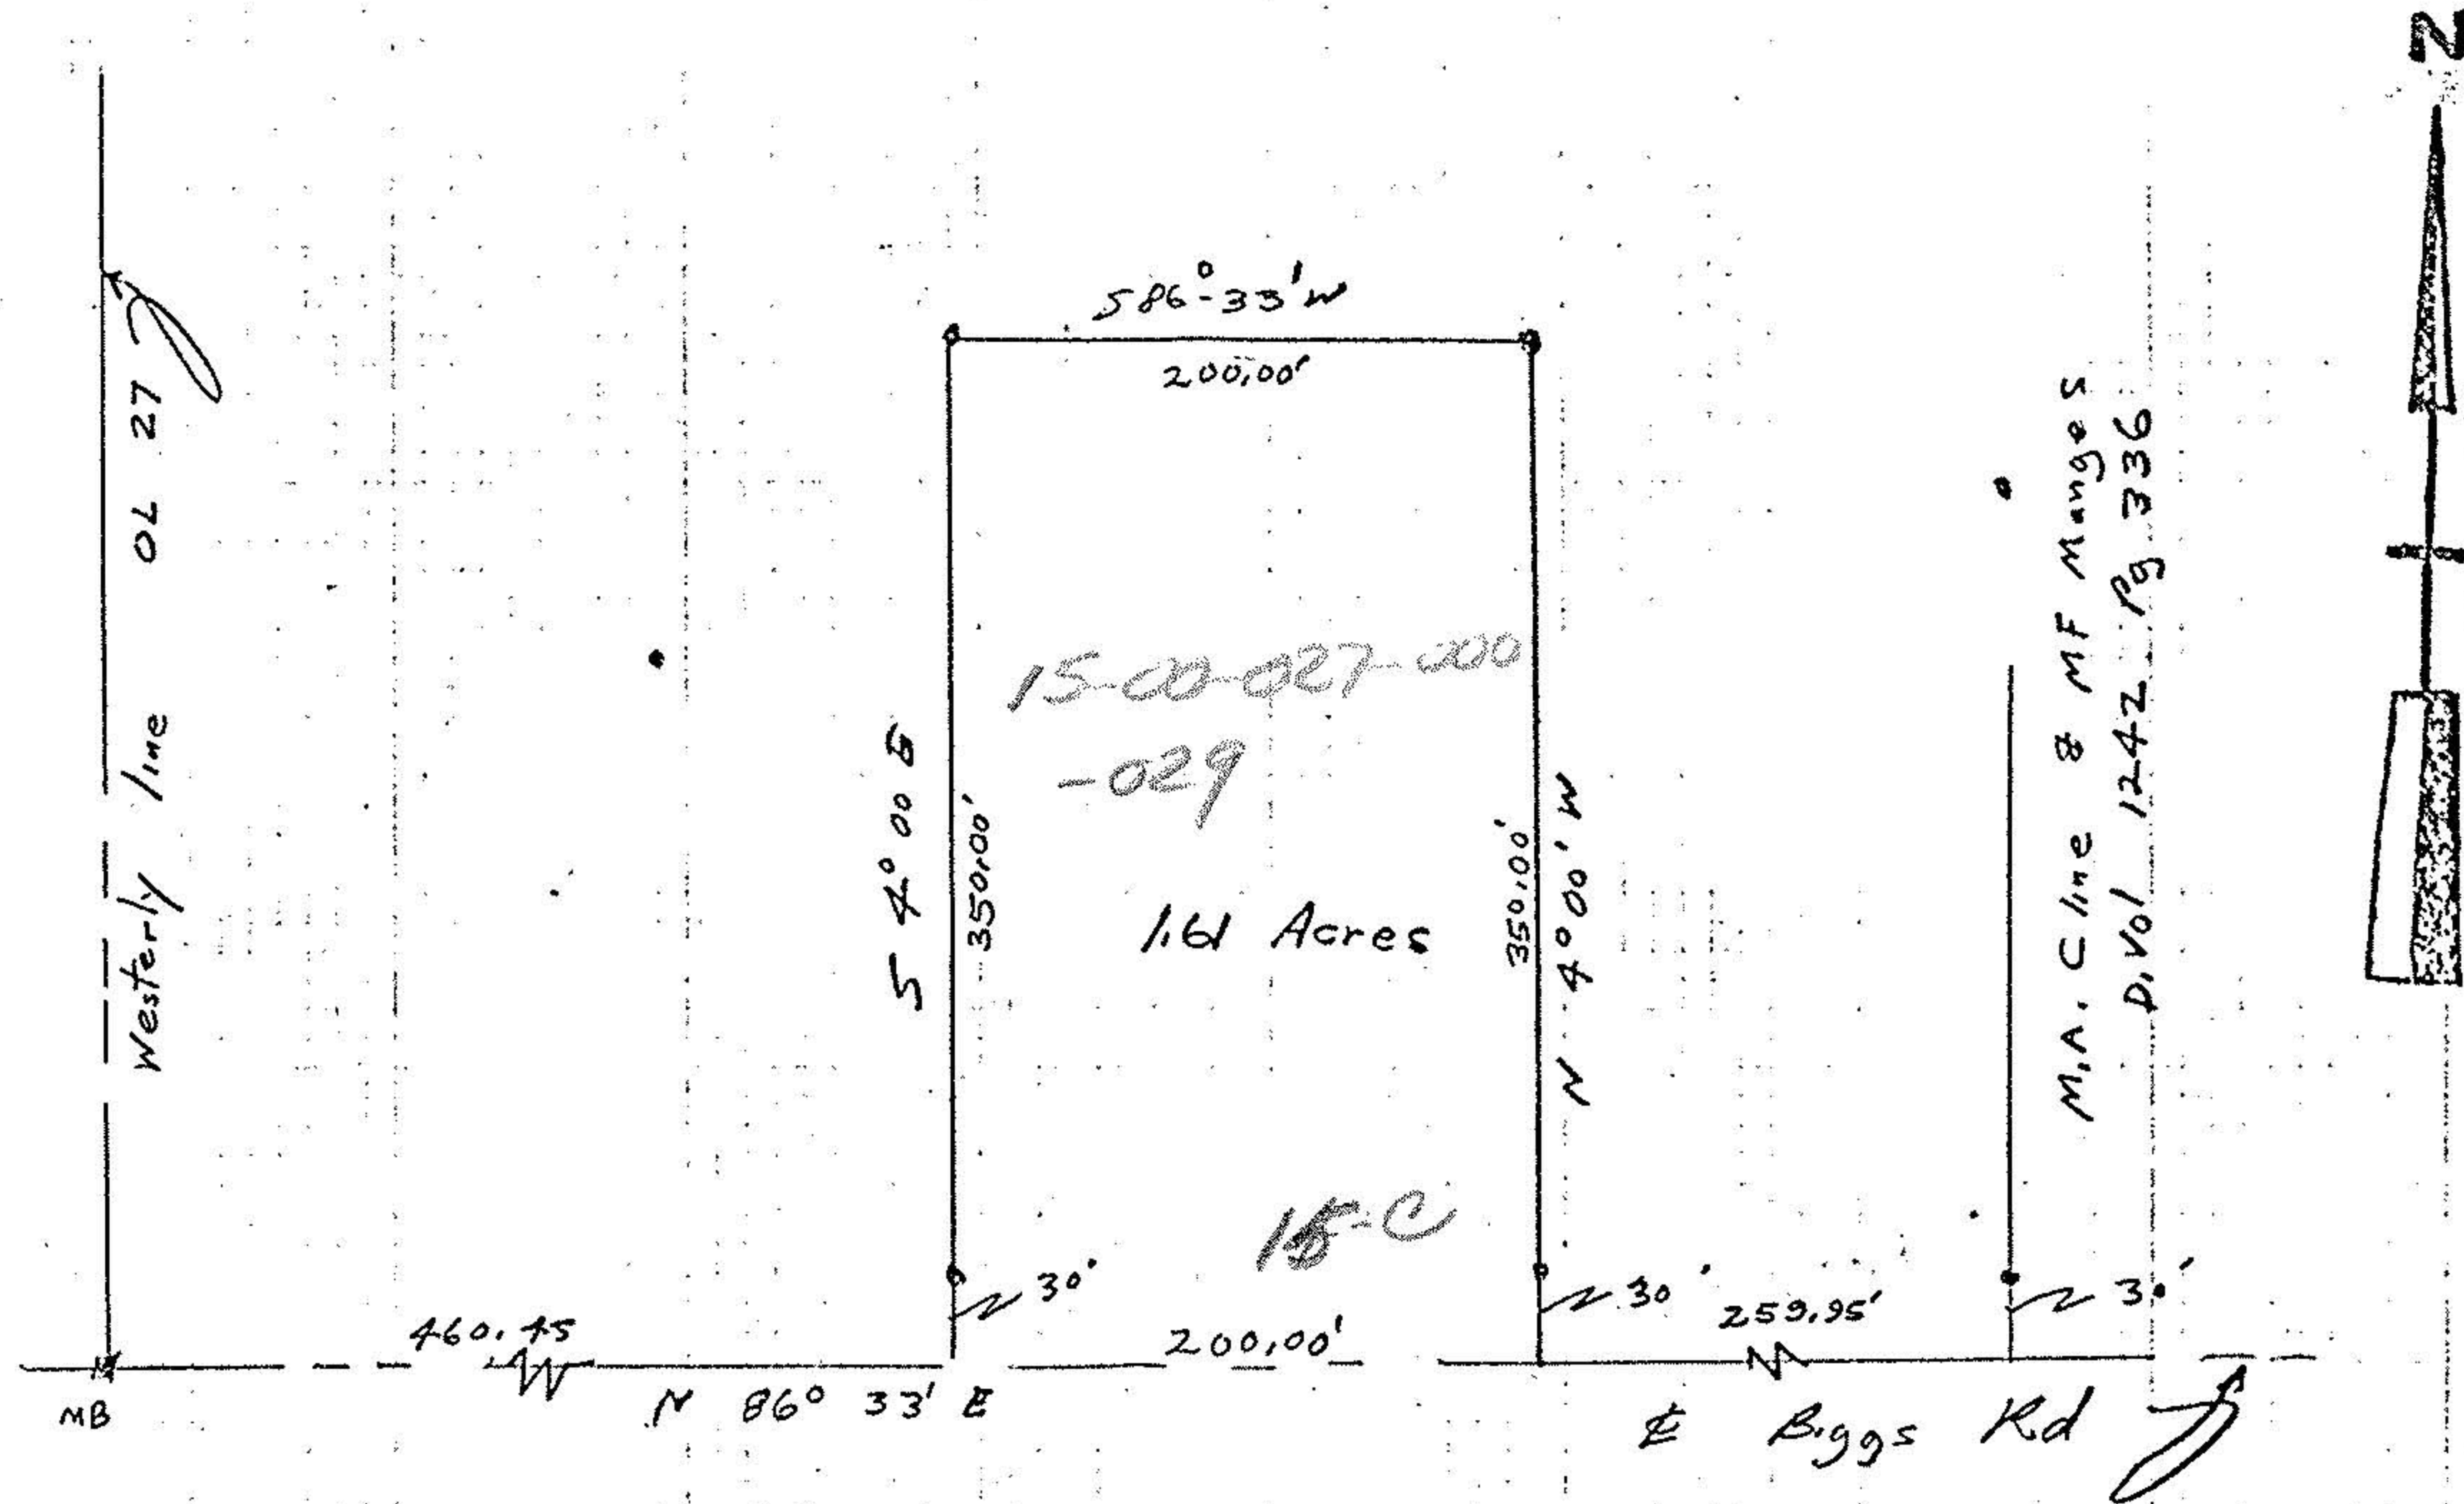 N
S 86°-33' W
200.00'
OL 27
Westerly line
S 4° 00 E
350.00'
15-00-027-000
-029
1.61 Acres
350.00'
N 4° 00' W
M.A. Cline & MF Manges
D.Vol 1242 Pg 336
15-C
30'
30
30'
460.45
200.00'
259.95'
MB
N 86° 33' E
℄ Biggs Rd